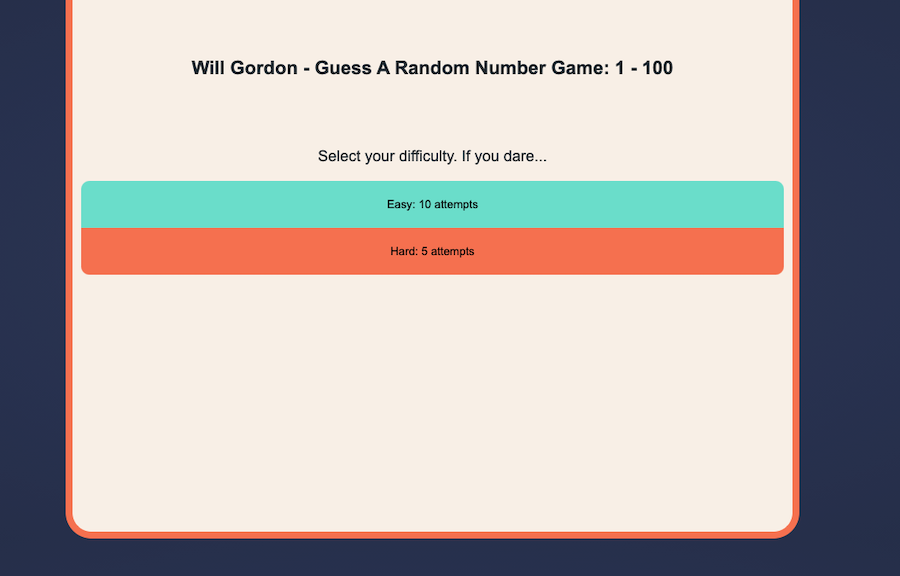 Will Gordon - Guess A Random Number Game: 1 - 100
Select your difficulty. If you dare...
Easy: 10 attempts
Hard: 5 attempts